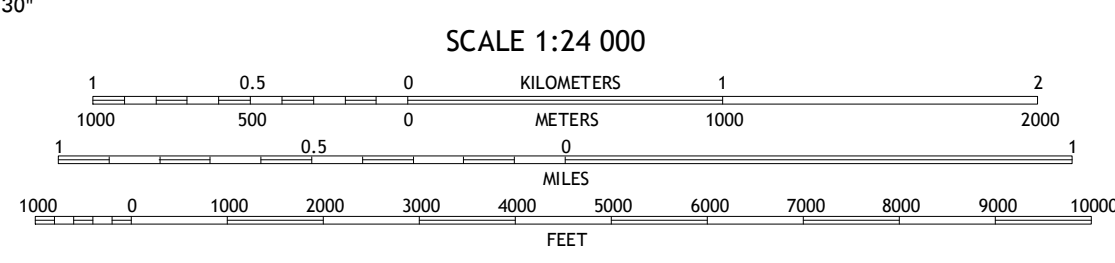 30"
SCALE 1:24 000
1 0.5 0 KILOMETERS 1 2
1000 500 0 METERS 1000 2000
1 0.5 0 1
MILES
1000 0 1000 2000 3000 4000 5000 6000 7000 8000 9000 10000
FEET